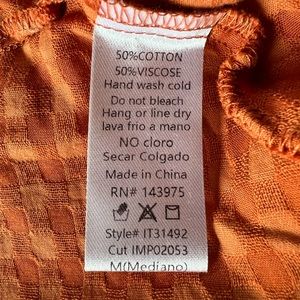 50%COTTON
50%VISCOSE
Hand wash cold
Do not bleach
Hang or line dry
lava frio a mano
NO cloro
Secar Colgado
Made in China
RN# 143975
Style# IT31492
Cut IMP02053
M(Mediano)